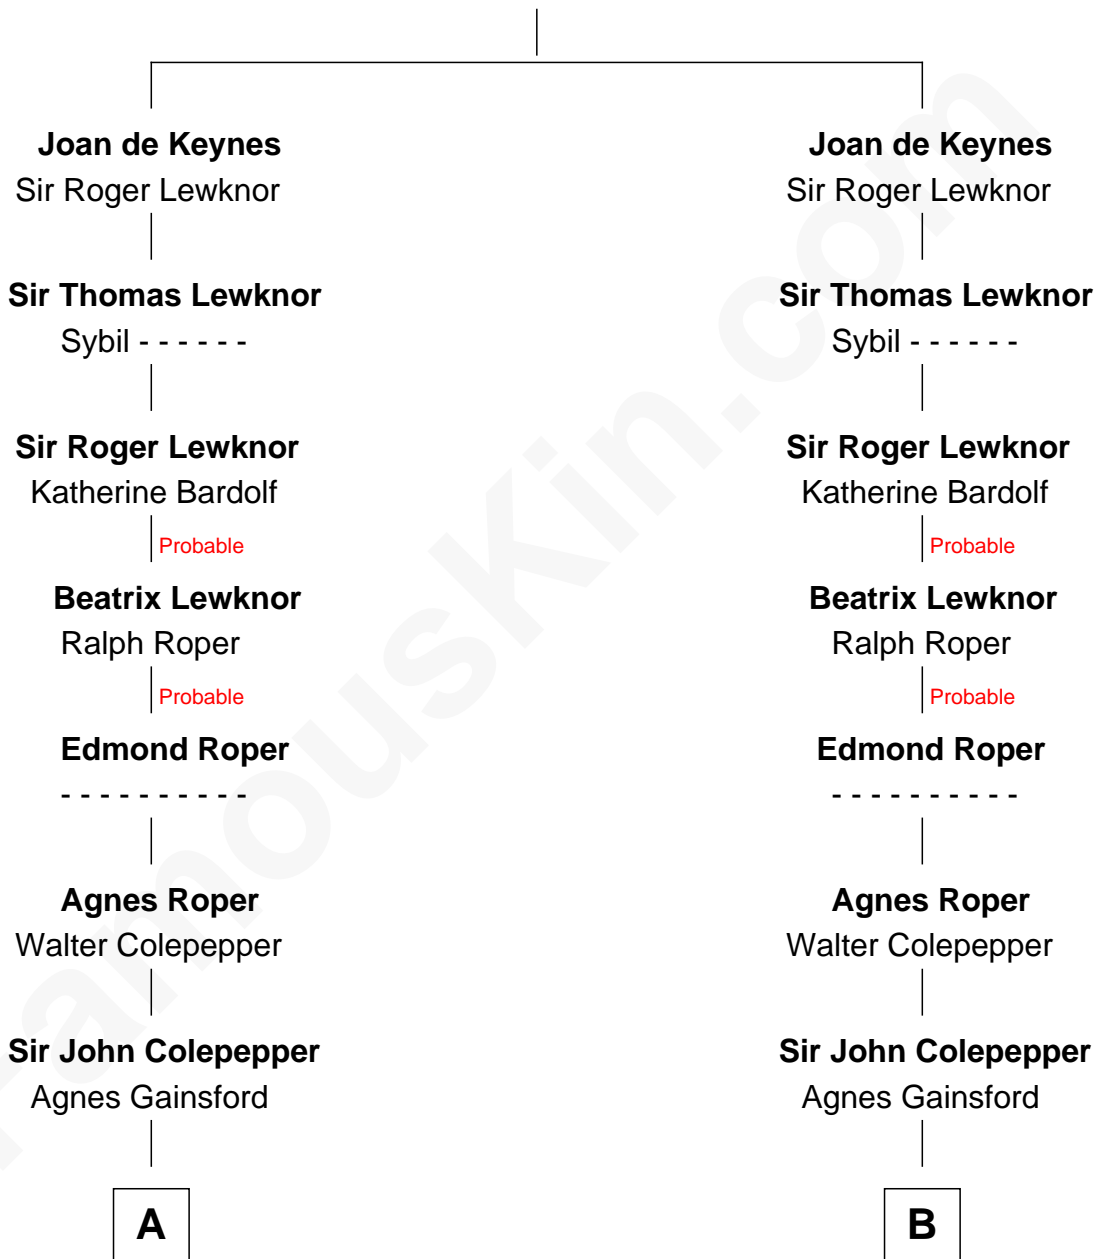 Joan de Keynes Joan de Keynes
Sir Roger Lewknor Sir Roger Lewknor
Sir Thomas Lewknor Sir Thomas Lewknor
Sybil - - - - - - Sybil - - - - - -
Sir Roger Lewknor Sir Roger Lewknor
Katherine Bardolf Katherine Bardolf
Probable Probable
Beatrix Lewknor Beatrix Lewknor
Ralph Roper Ralph Roper
Probable Probable
Edmond Roper Edmond Roper
- - - - - - - - - - - - - - - - - - - -
Agnes Roper Agnes Roper
Walter Colepepper Walter Colepepper
Sir John Colepepper Sir John Colepepper
Agnes Gainsford Agnes Gainsford
A B
FamousKin.com